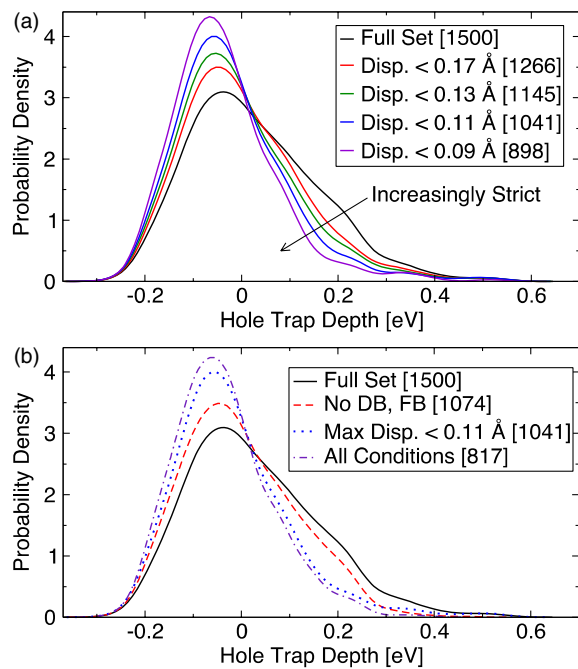 (a)
Full Set [1500]
Disp. < 0.17 Å [1266]
Disp. < 0.13 Å [1145]
Disp. < 0.11 Å [1041]
Disp. < 0.09 Å [898]
Increasingly Strict
Probability Density
4
3
2
1
0
-0.2 0 0.2 0.4 0.6
Hole Trap Depth [eV]
(b)
Full Set [1500]
No DB, FB [1074]
Max Disp. < 0.11 Å [1041]
All Conditions [817]
Probability Density
4
3
2
1
0
-0.2 0 0.2 0.4 0.6
Hole Trap Depth [eV]